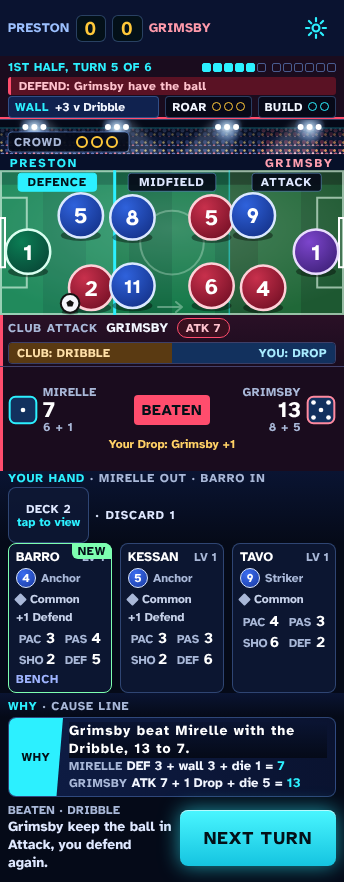 PRESTON 0 0 GRIMSBY
1ST HALF, TURN 5 OF 6
DEFEND: Grimsby have the ball
WALL +3 v Dribble ROAR BUILD
CROWD
PRESTON GRIMSBY
DEFENCE MIDFIELD ATTACK
5 8 5 9
1 1
2 11 6 4
CLUB ATTACK GRIMSBY ATK 7
CLUB: DRIBBLE YOU: DROP
MIRELLE GRIMSBY
7 BEATEN 13
6 + 1 8 + 5
Your Drop: Grimsby +1
YOUR HAND · MIRELLE OUT · BARRO IN
DECK 2
tap to view · DISCARD 1
NEW
BARRO LV 1 KESSAN LV 1 TAVO LV 1
4 Anchor 5 Anchor 9 Striker
Common Common Common
+1 Defend
PAC 3 PAS 4 PAC 3 PAS 3 PAC 4 PAS 3
SHO 2 DEF 5 SHO 2 DEF 6 SHO 6 DEF 2
BENCH
WHY · CAUSE LINE
WHY
Grimsby beat Mirelle with the
Dribble, 13 to 7.
MIRELLE DEF 3 + wall 3 + die 1 = 7
GRIMSBY ATK 7 + 1 Drop + die 5 = 13
BEATEN · DRIBBLE
Grimsby keep the ball in
Attack, you defend
again.
NEXT TURN